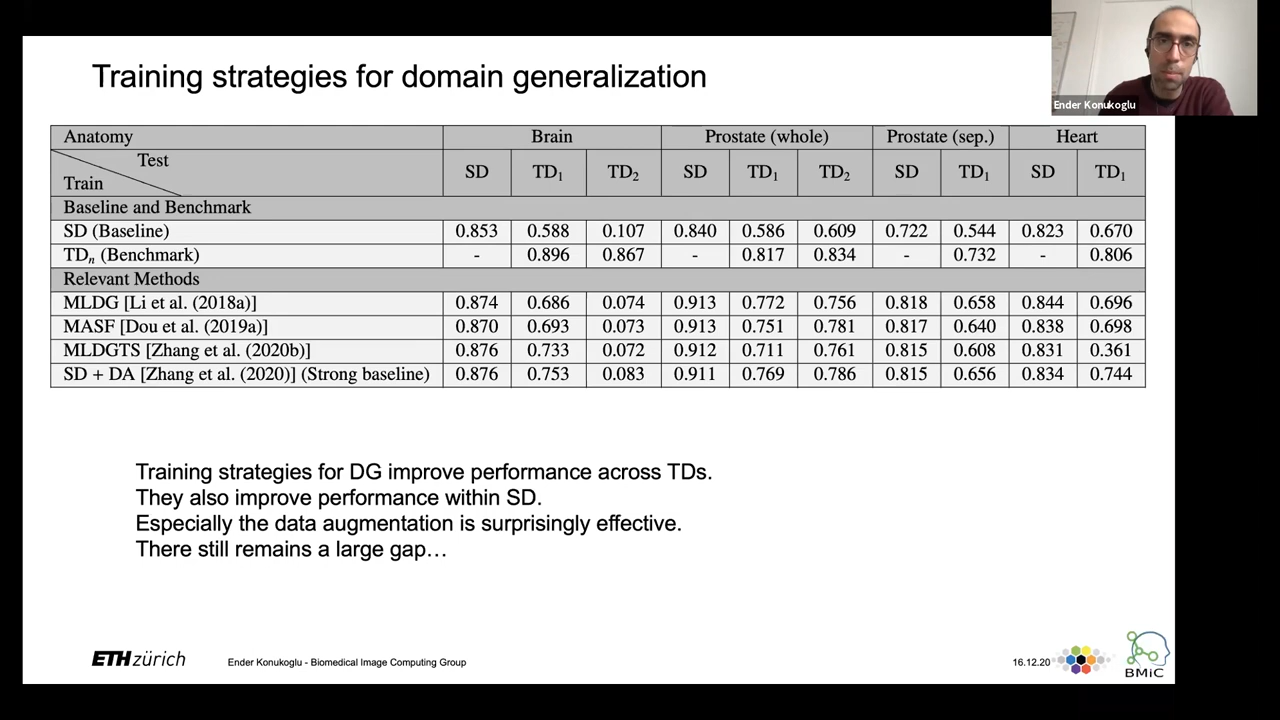 Ender Konukoglu
Training strategies for domain generalization
Anatomy Brain Prostate (whole) Prostate (sep.) Heart
Test
Train
SD TD1 TD2 SD TD1 TD2 SD TD1 SD TD1
Baseline and Benchmark
SD (Baseline) 0.853 0.588 0.107 0.840 0.586 0.609 0.722 0.544 0.823 0.670
TDn (Benchmark) - 0.896 0.867 - 0.817 0.834 - 0.732 - 0.806
Relevant Methods
MLDG [Li et al. (2018a)] 0.874 0.686 0.074 0.913 0.772 0.756 0.818 0.658 0.844 0.696
MASF [Dou et al. (2019a)] 0.870 0.693 0.073 0.913 0.751 0.781 0.817 0.640 0.838 0.698
MLDGTS [Zhang et al. (2020b)] 0.876 0.733 0.072 0.912 0.711 0.761 0.815 0.608 0.831 0.361
SD + DA [Zhang et al. (2020)] (Strong baseline) 0.876 0.753 0.083 0.911 0.769 0.786 0.815 0.656 0.834 0.744
Training strategies for DG improve performance across TDs.
They also improve performance within SD.
Especially the data augmentation is surprisingly effective.
There still remains a large gap…
ETH zürich
Ender Konukoglu - Biomedical Image Computing Group
16.12.20
BMiC